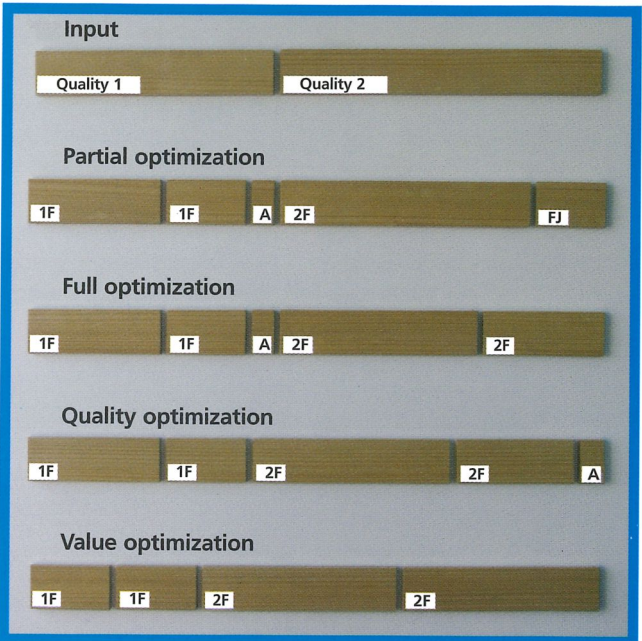 Input
Quality 1 Quality 2
Partial optimization
1F 1F A 2F FJ
Full optimization
1F 1F A 2F 2F
Quality optimization
1F 1F 2F 2F A
Value optimization
1F 1F 2F 2F